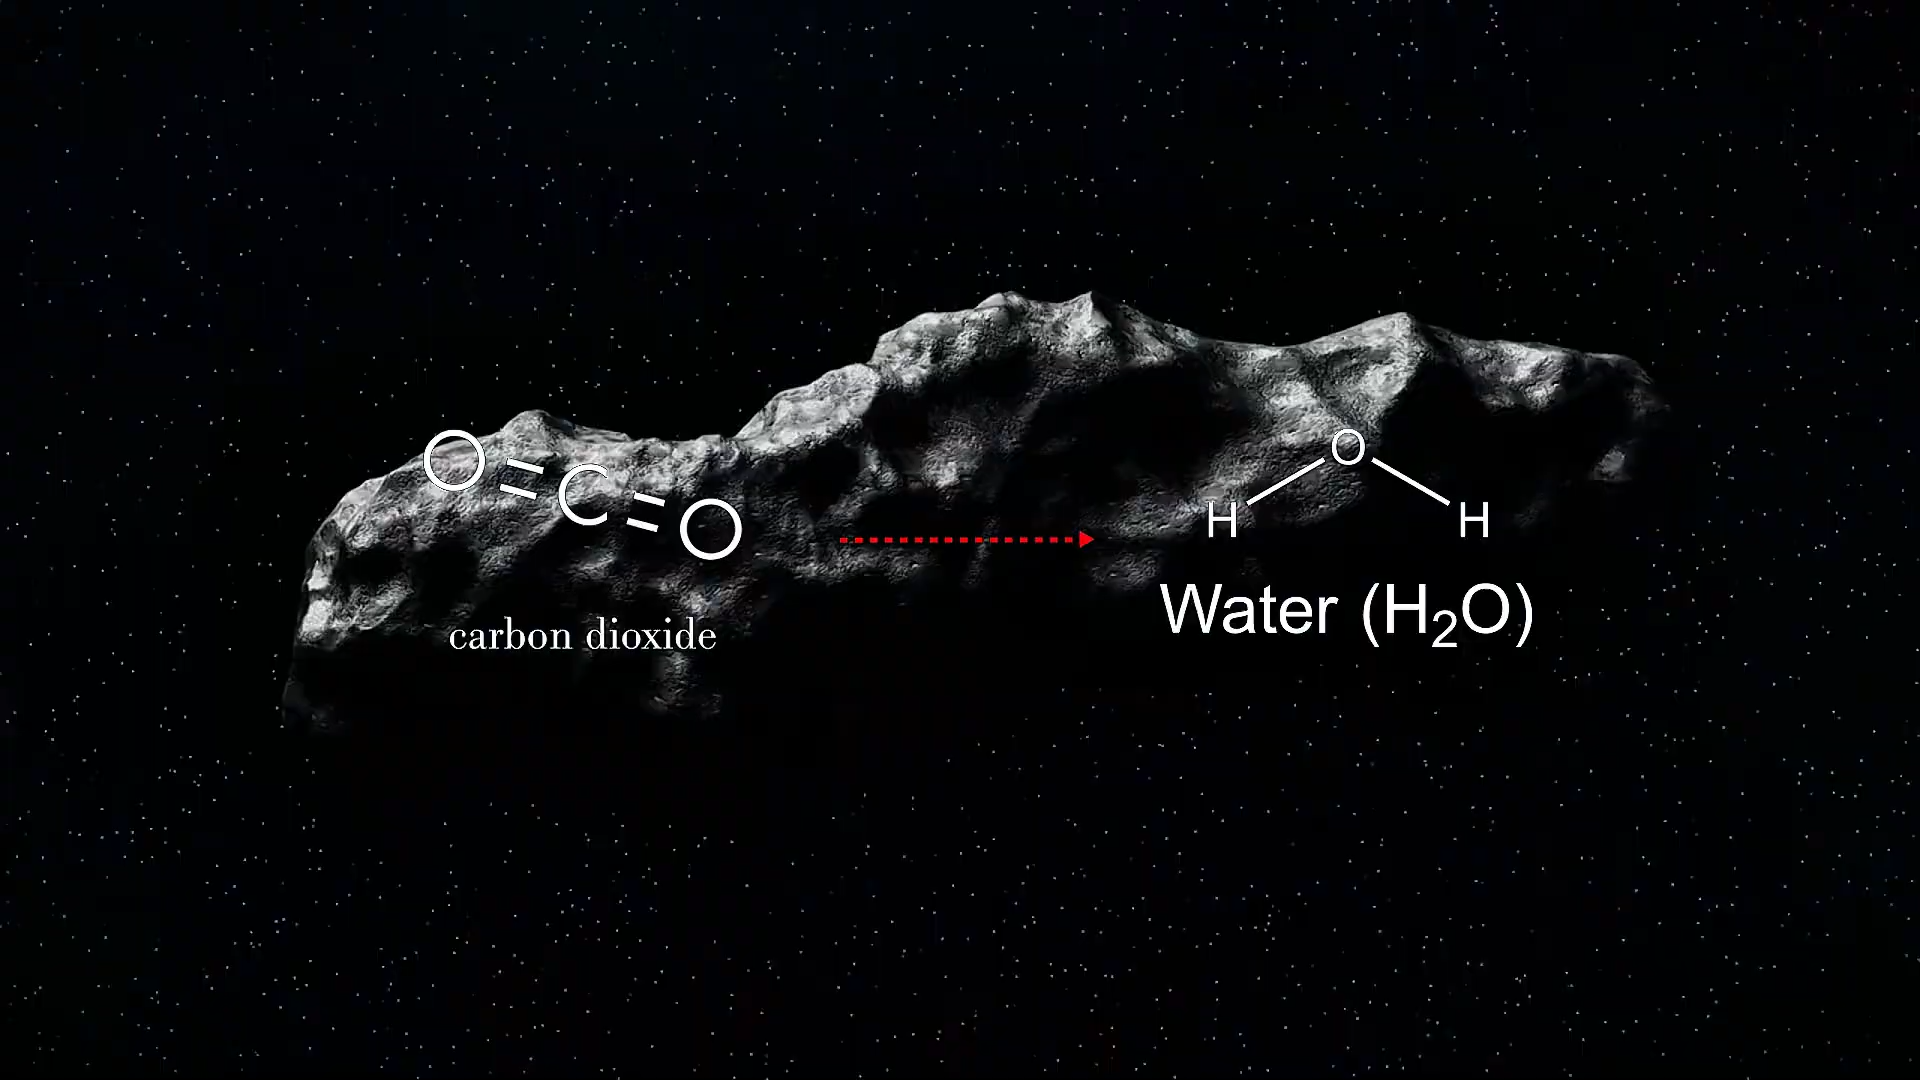 O=C=O
carbon dioxide
O
H H
Water (H₂O)